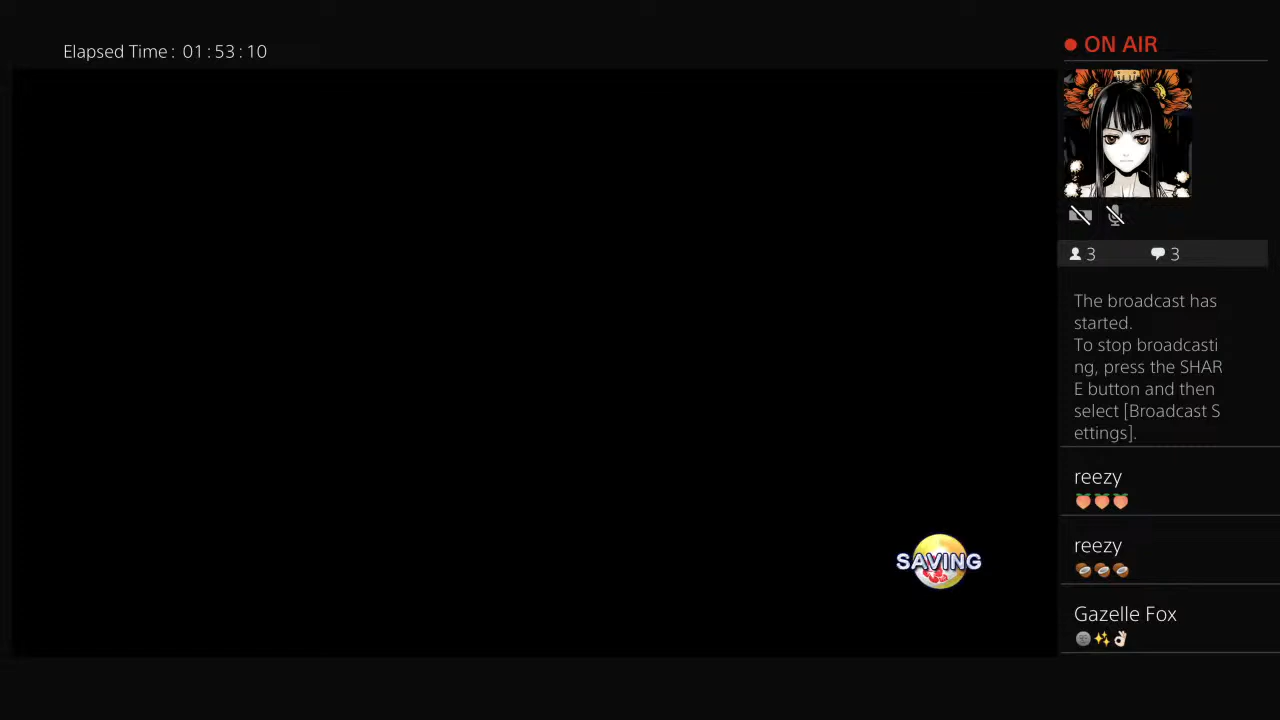 Elapsed Time: 01:53:10
ON AIR
3 3
The broadcast has
started.
To stop broadcasti
ng, press the SHAR
E button and then
select [Broadcast S
ettings].
reezy
🍑🍑🍑
reezy
🥥🥥🥥
SAVING
Gazelle Fox
🌚✨👌🏻